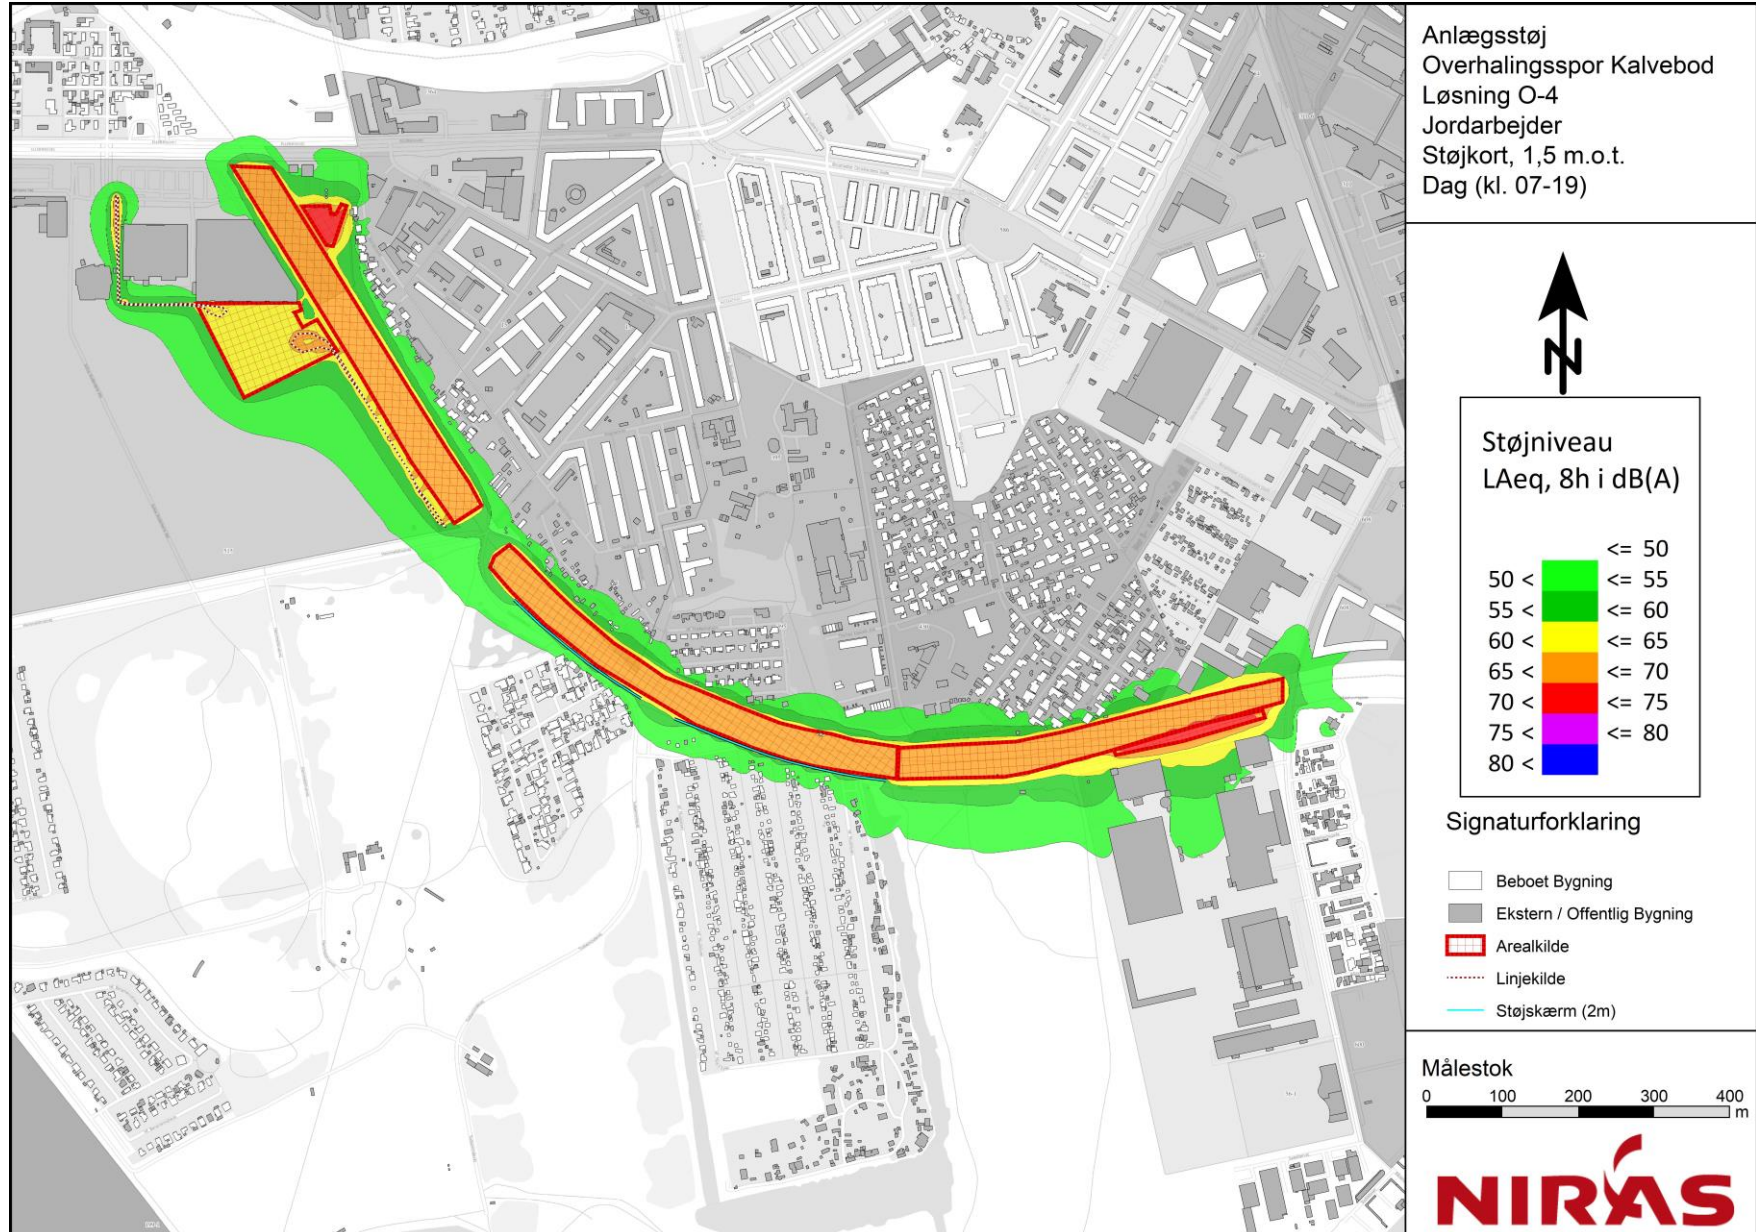 Anlægsstøj
Overhalingsspor Kalvebod
Løsning O-4
Jordarbejder
Støjkort, 1,5 m.o.t.
Dag (kl. 07-19)
N
Støjniveau
LAeq, 8h i dB(A)
<= 50
50 < <= 55
55 < <= 60
60 < <= 65
65 < <= 70
70 < <= 75
75 < <= 80
80 <
Signaturforklaring
Beboet Bygning
Ekstern / Offentlig Bygning
Arealkilde
Linjekilde
Støjskærm (2m)
Målestok
0 100 200 300 400
m
NIRAS